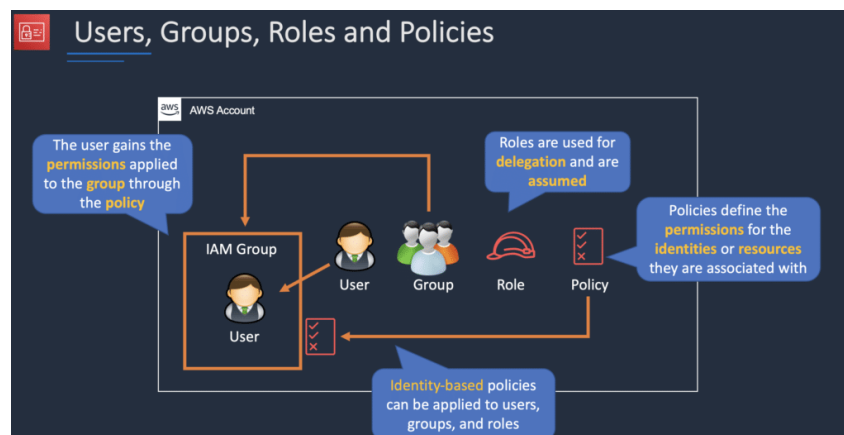 Users, Groups, Roles and Policies
aws
AWS Account
The user gains the
permissions applied
to the group through
the policy
Roles are used for
delegation and are
assumed
Policies define the
permissions for the
identities or resources
they are associated with
IAM Group
User
User
Group
Role
Policy
Identity-based policies
can be applied to users,
groups, and roles